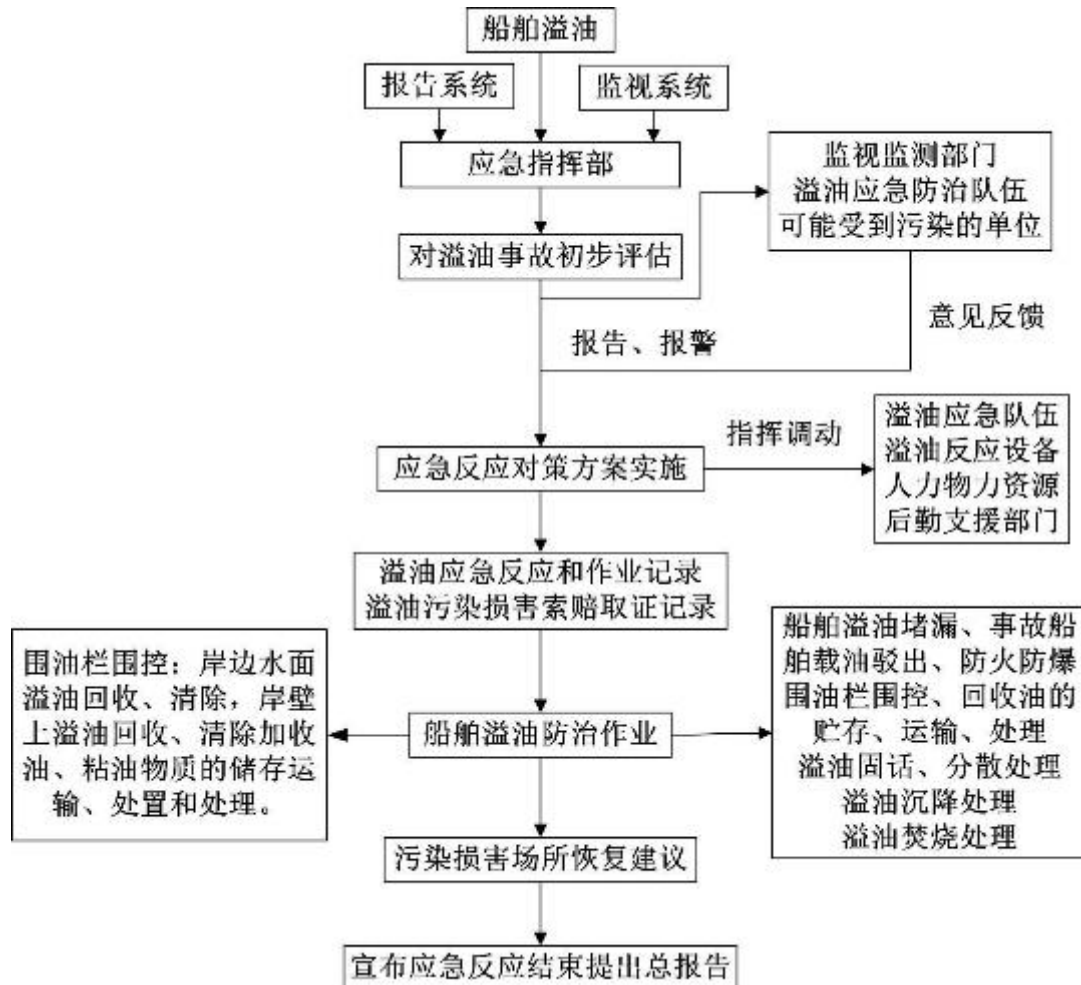 船舶溢油
报告系统
监视系统
应急指挥部
监视监测部门
溢油应急防治队伍
可能受到污染的单位
对溢油事故初步评估
意见反馈
报告、报警
指挥调动
溢油应急队伍
溢油反应设备
人力物力资源
后勤支援部门
应急反应对策方案实施
溢油应急反应和作业记录
溢油污染损害索赔取证记录
围油栏围控：岸边水面
溢油回收、清除，岸壁
上溢油回收、清除加收
油、粘油物质的储存运
输、处置和处理。
船舶溢油防治作业
船舶溢油堵漏、事故船
舶载油驳出、防火防爆
围油栏围控、回收油的
贮存、运输、处理
溢油固话、分散处理
溢油沉降处理
溢油焚烧处理
污染损害场所恢复建议
宣布应急反应结束提出总报告